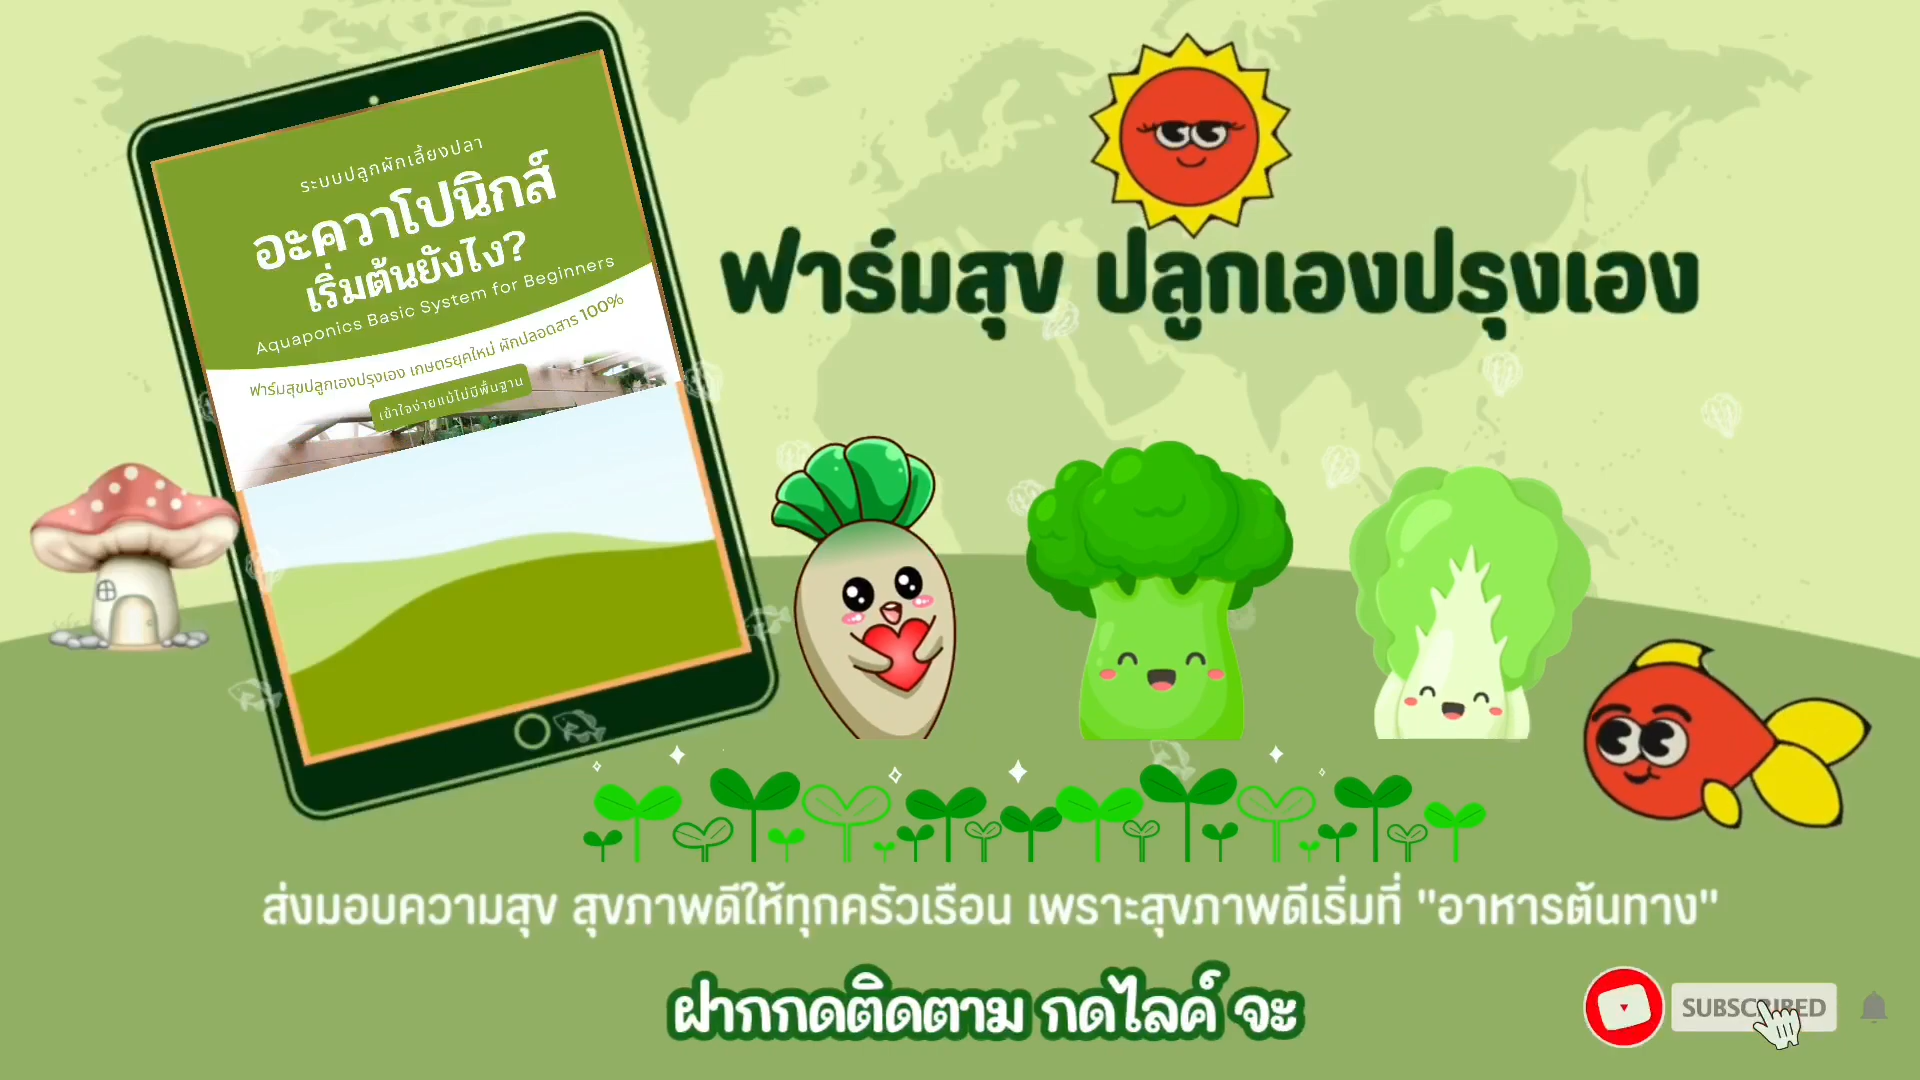 ระบบปลูกผักเลี้ยงปลา
อะควาโปนิกส์
เริ่มต้นยังไง?
Aquaponics Basic System for Beginners
ฟาร์มสุขปลูกเองปรุงเอง เกษตรยุคใหม่ ผักปลอดสาร 100%
เข้าใจง่ายแม้ไม่มีพื้นฐาน
ฟาร์มสุข ปลูกเองปรุงเอง
ส่งมอบความสุข สุขภาพดีให้ทุกครัวเรือน เพราะสุขภาพดีเริ่มที่ "อาหารต้นทาง"
ฝากกดติดตาม กดไลค์ จะ
SUBSCRIBED